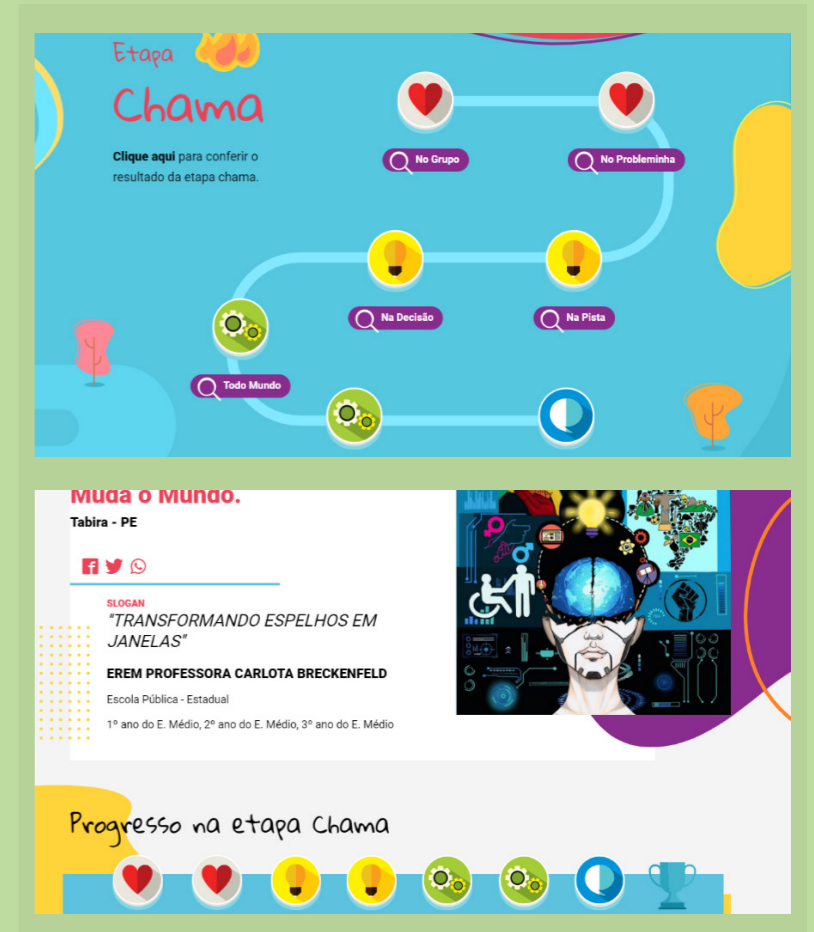 Etapa
Chama
Clique aqui para conferir o
resultado da etapa chama.
No Grupo
No Probleminha
Na Decisão
Na Pista
Todo Mundo
Muda o Mundo.
Tabira - PE
SLOGAN
"TRANSFORMANDO ESPELHOS EM
JANELAS"
EREM PROFESSORA CARLOTA BRECKENFELD
Escola Pública - Estadual
1º ano do E. Médio, 2º ano do E. Médio, 3º ano do E. Médio
Progresso na etapa Chama